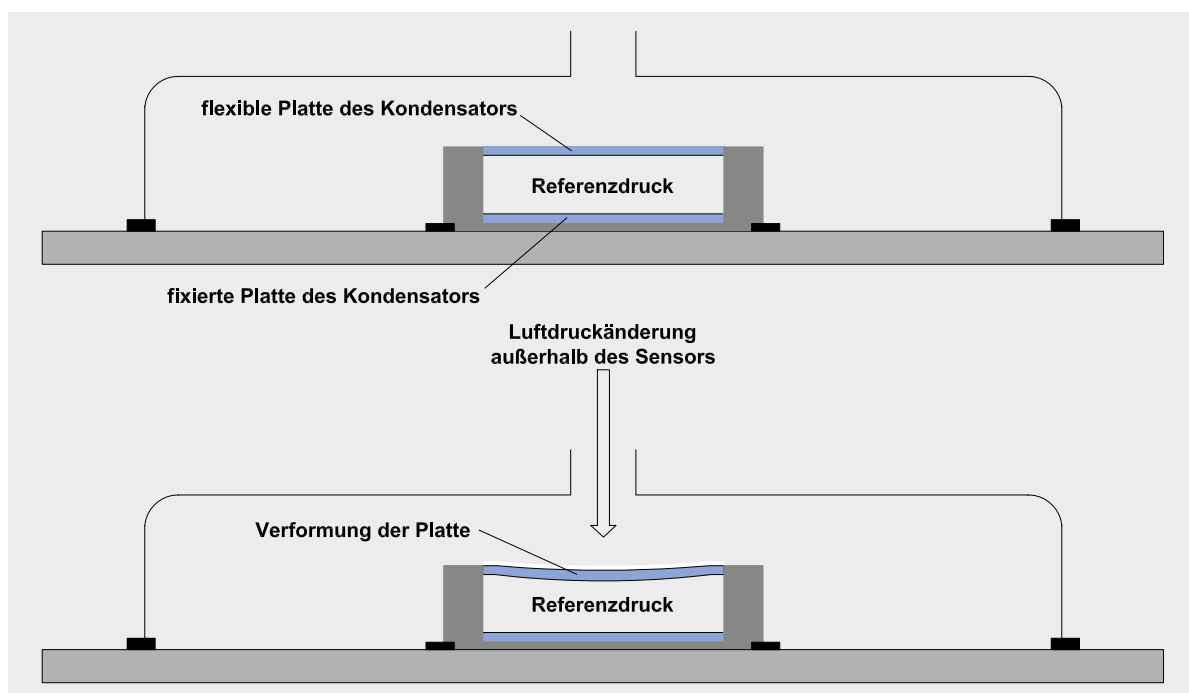 flexible Platte des Kondensators
Referenzdruck
fixierte Platte des Kondensators
Luftdruckänderung
außerhalb des Sensors
Verformung der Platte
Referenzdruck